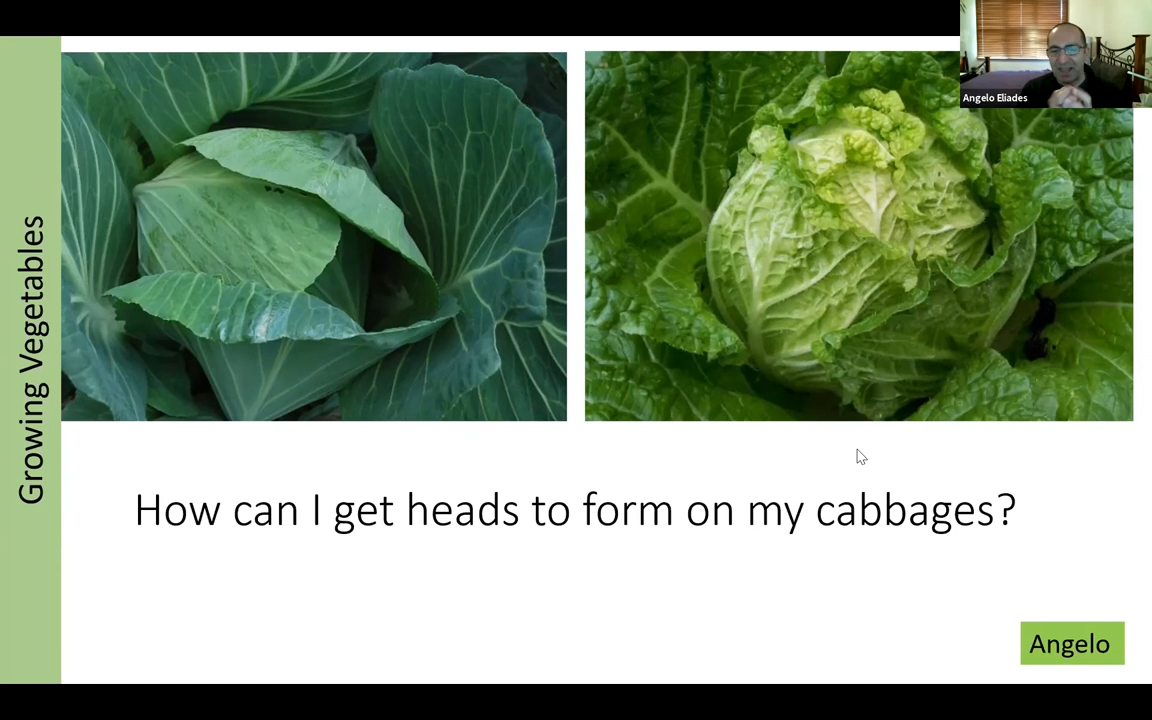 Angelo Eliades
Growing Vegetables
How can I get heads to form on my cabbages?
Angelo